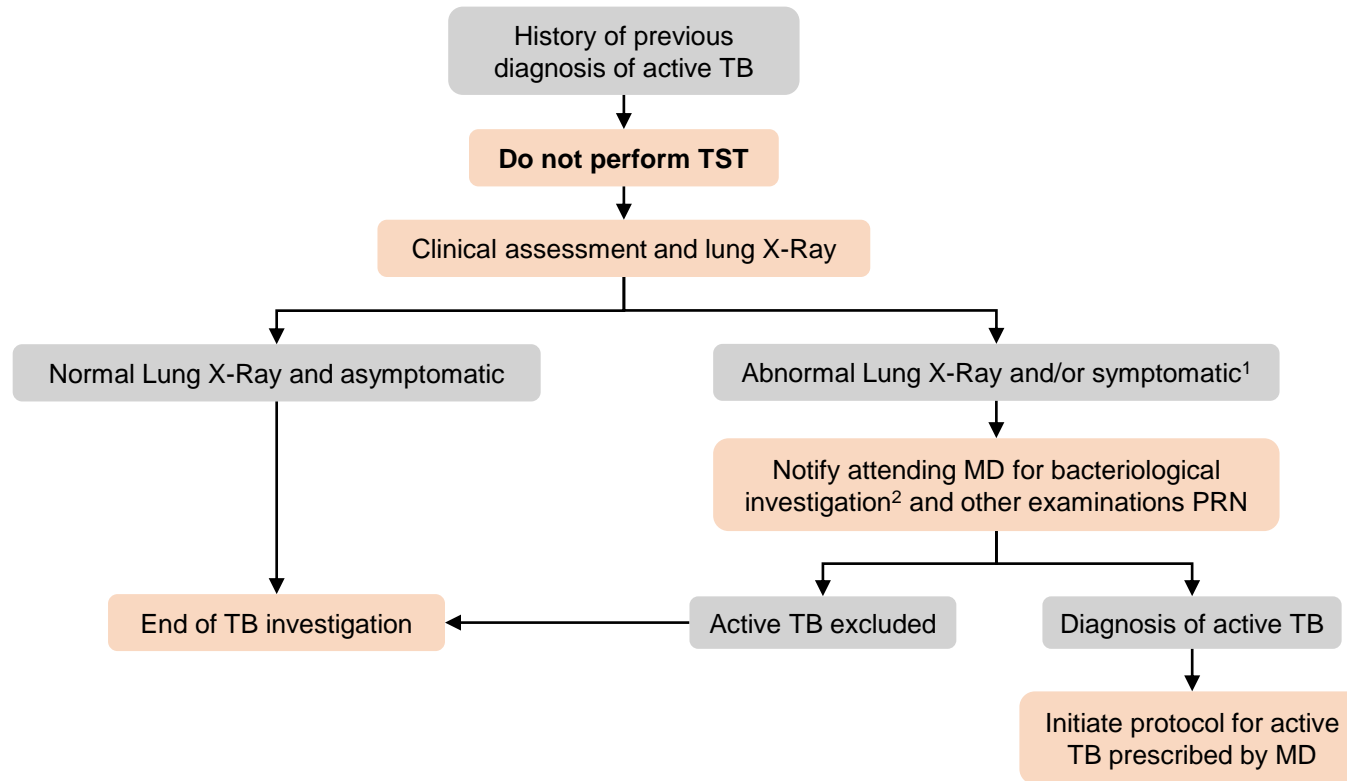 History of previous
diagnosis of active TB
Do not perform TST
Clinical assessment and lung X-Ray
Normal Lung X-Ray and asymptomatic
Abnormal Lung X-Ray and/or symptomatic¹
Notify attending MD for bacteriological
investigation² and other examinations PRN
End of TB investigation
Active TB excluded
Diagnosis of active TB
Initiate protocol for active
TB prescribed by MD